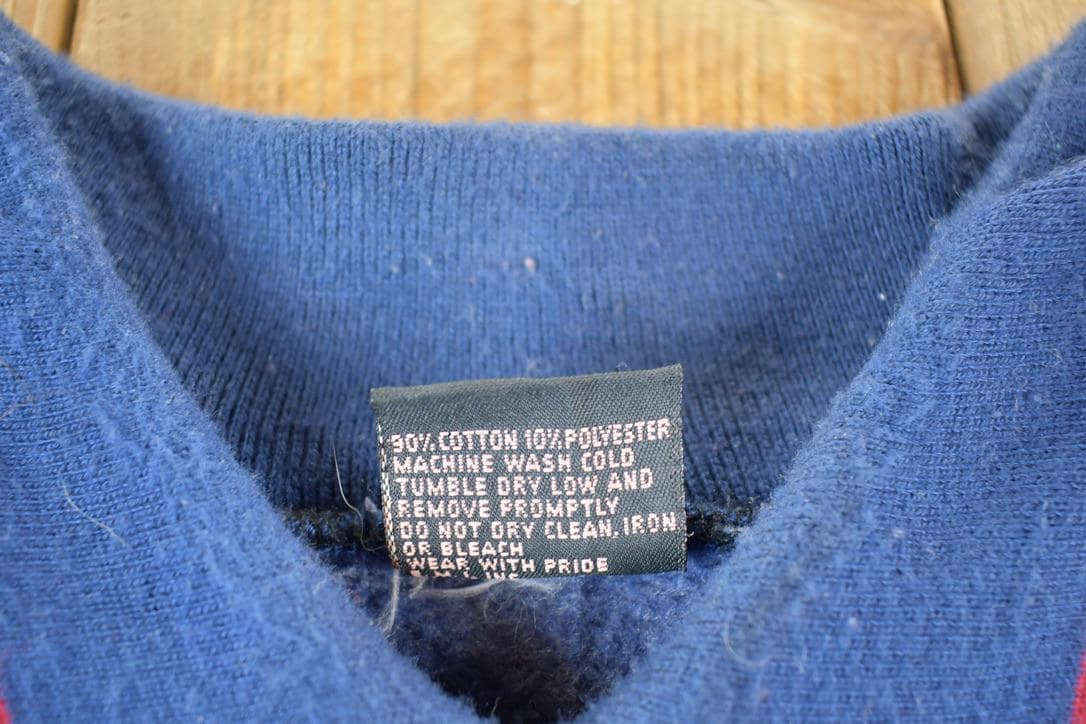 90% COTTON 10% POLYESTER
MACHINE WASH COLD
TUMBLE DRY LOW AND
REMOVE PROMPTLY
DO NOT DRY CLEAN, IRON
OR BLEACH
WEAR WITH PRIDE